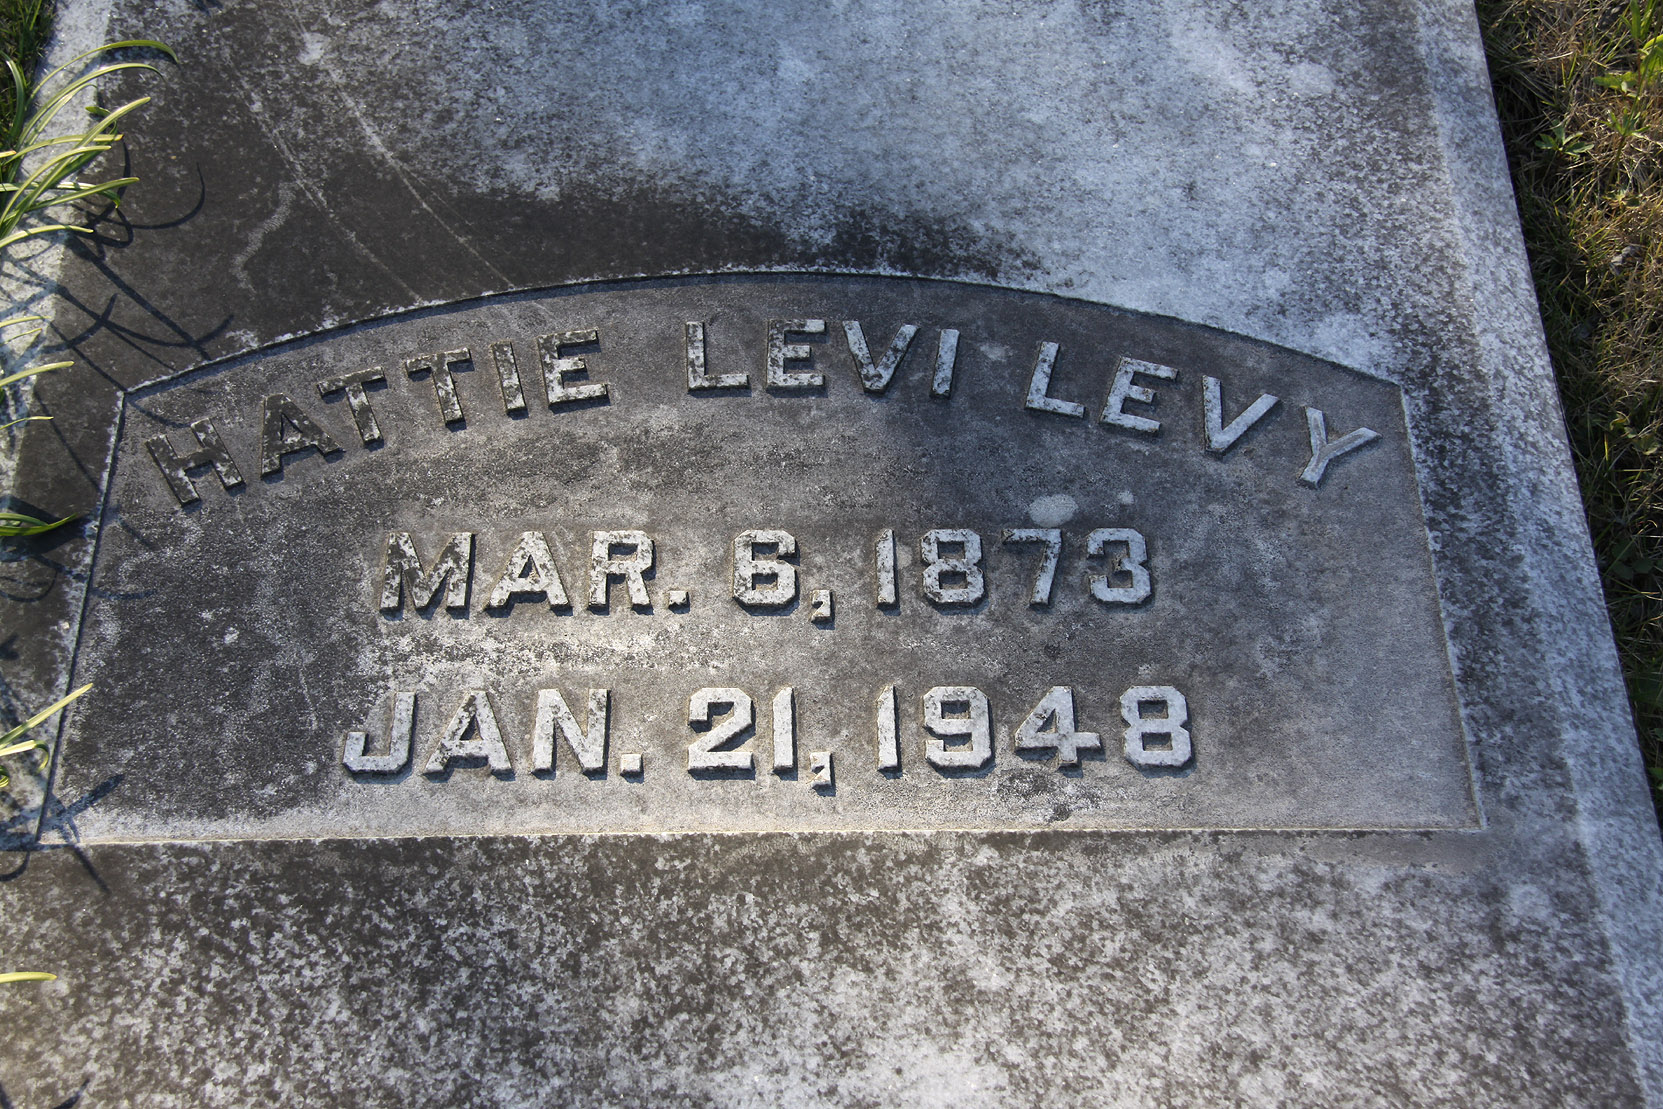 HATTIE LEVI LEVY
MAR. 6, 1873
JAN. 21, 1948